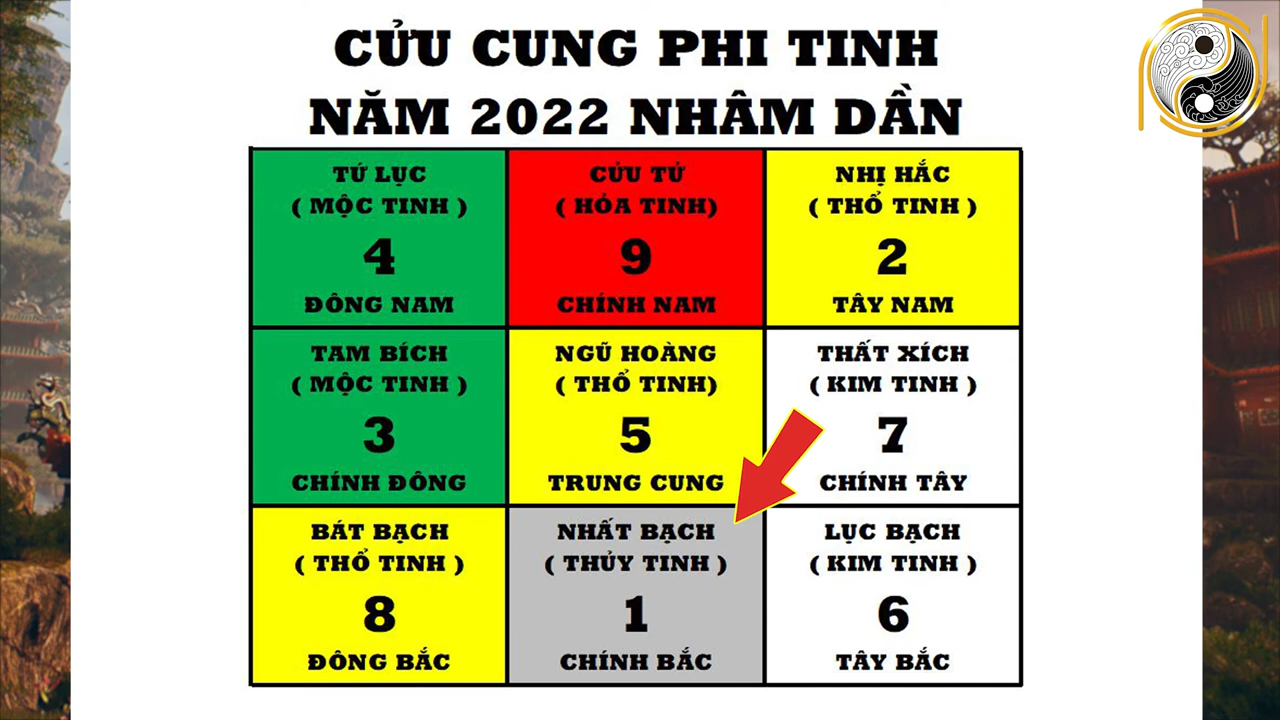 CỬU CUNG PHI TINH
NĂM 2022 NHÂM DẦN
TỨ LỤC
( MỘC TINH )
4
ĐÔNG NAM
CỬU TỬ
( HỎA TINH)
9
CHÍNH NAM
NHỊ HẮC
( THỔ TINH )
2
TÂY NAM
TAM BÍCH
( MỘC TINH )
3
CHÍNH ĐÔNG
NGŨ HOÀNG
( THỔ TINH)
5
TRUNG CUNG
THẤT XÍCH
( KIM TINH )
7
CHÍNH TÂY
BÁT BẠCH
( THỔ TINH )
8
ĐÔNG BẮC
NHẤT BẠCH
( THỦY TINH )
1
CHÍNH BẮC
LỤC BẠCH
( KIM TINH )
6
TÂY BẮC